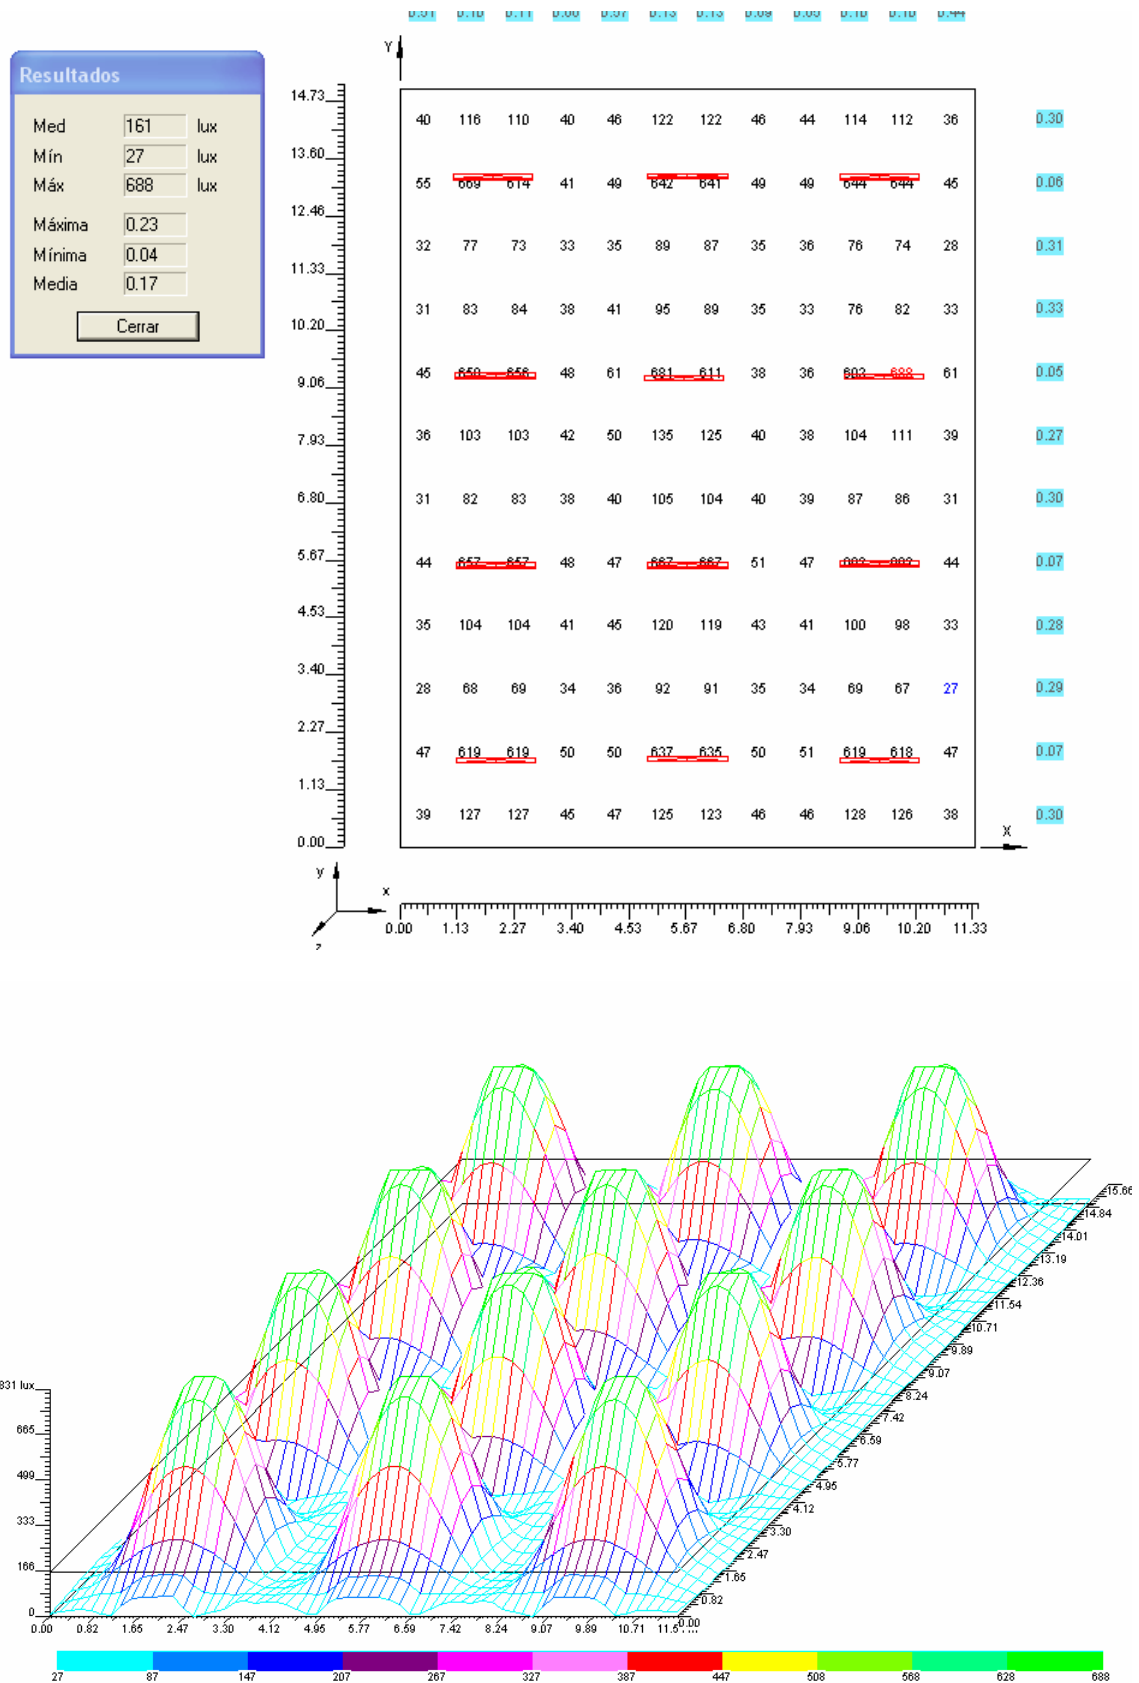 Resultados
Med 161 lux
Mín 27 lux
Máx 688 lux
Máxima 0.23
Mínima 0.04
Media 0.17
Cerrar
Y
14.73
40 116 110 40 46 122 122 46 44 114 112 36 0.30
13.60
55 669 614 41 49 642 641 49 49 644 644 45 0.06
12.46
32 77 73 33 35 89 87 35 36 76 74 28 0.31
11.33
31 83 84 38 41 95 89 35 33 76 82 33 0.33
10.20
45 656 48 61 681 611 38 36 688 61 0.05
9.06
36 103 103 42 50 135 125 40 38 104 111 39 0.27
7.93
31 82 83 38 40 105 104 40 39 87 86 31 0.30
6.80
44 657 657 48 47 667 667 51 47 44 0.07
5.67
35 104 104 41 45 120 119 43 41 100 98 33 0.28
4.53
28 68 69 34 36 92 91 35 34 69 67 27 0.29
3.40
2.27
47 619 619 50 50 637 635 50 51 619 618 47 0.07
1.13
39 127 127 45 47 125 123 46 46 128 126 38 0.30
0.00
X
y
x
z
0.00 1.13 2.27 3.40 4.53 5.67 6.80 7.93 9.06 10.20 11.33
15.66
14.84
14.01
13.19
12.36
11.54
10.71
9.89
9.07
8.24
7.42
6.59
5.77
4.95
4.12
3.30
2.47
1.65
0.82
0.00
831 lux
665
499
333
166
0
0.00 0.82 1.65 2.47 3.30 4.12 4.95 5.77 6.59 7.42 8.24 9.07 9.89 10.71
27 87 147 207 267 327 387 447 508 568 628 688